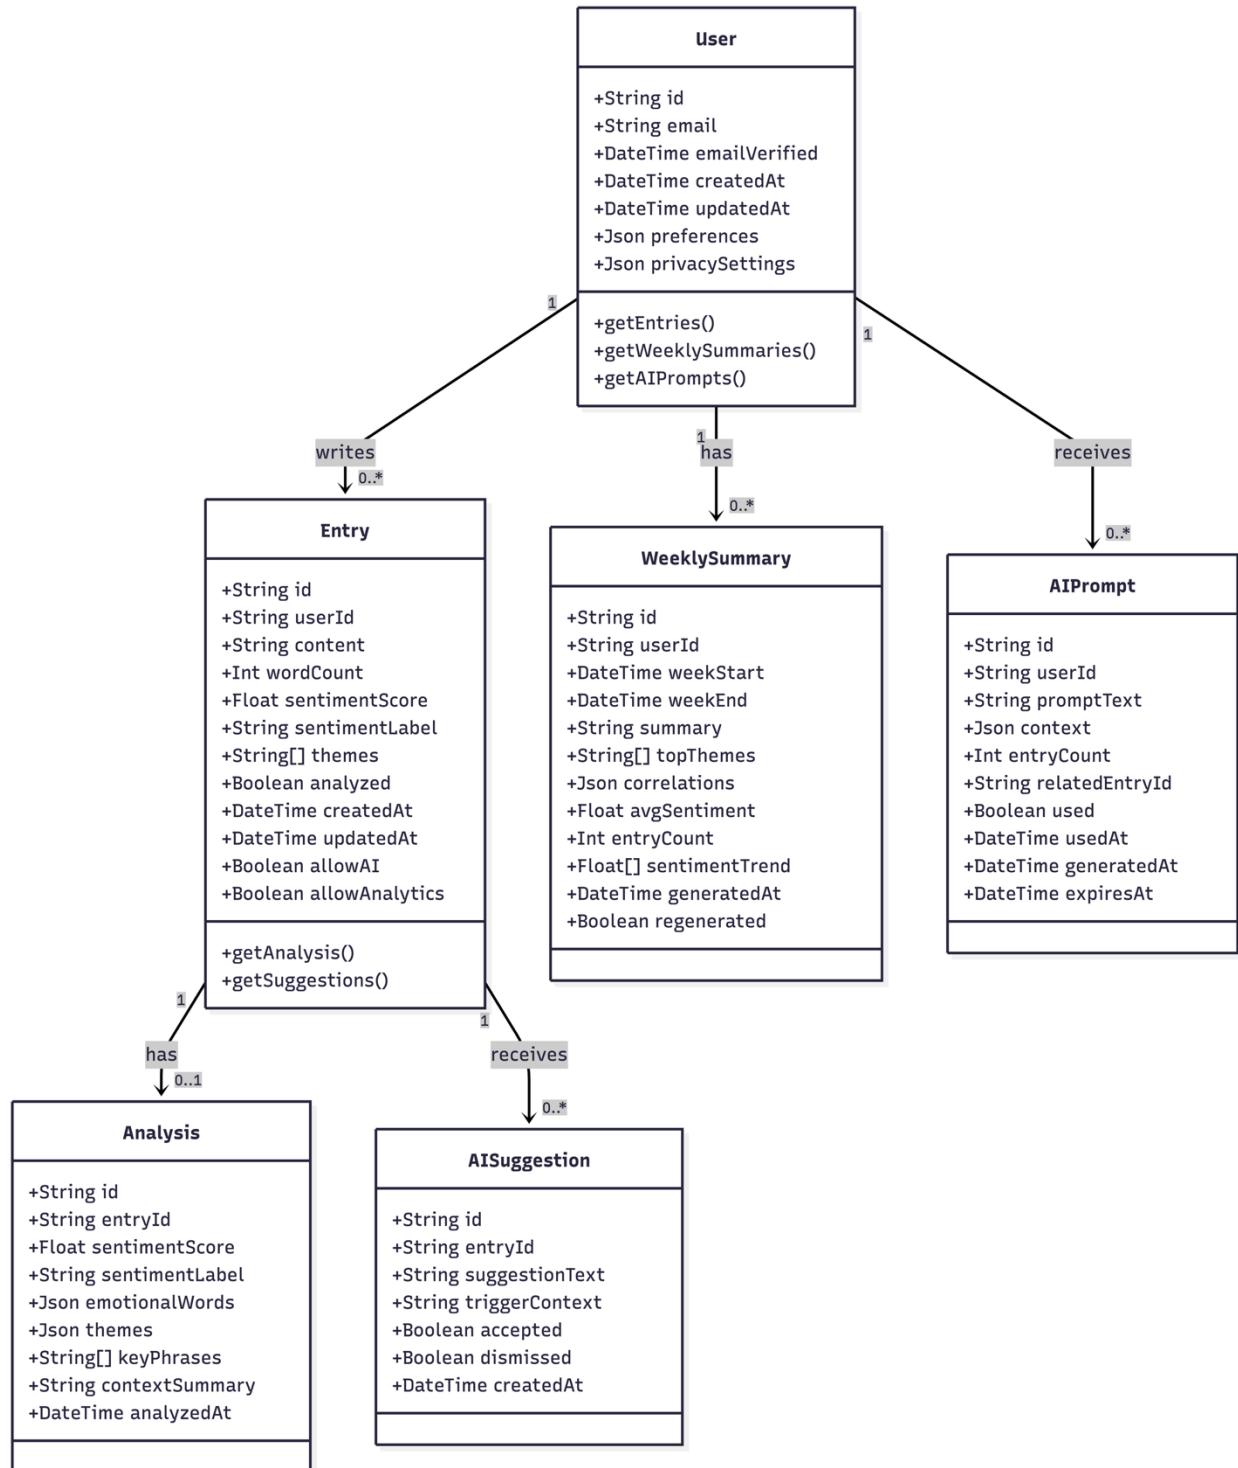 User
+String id
+String email
+DateTime emailVerified
+DateTime createdAt
+DateTime updatedAt
+Json preferences
+Json privacySettings
+getEntries()
+getWeeklySummaries()
+getAIPrompts()
1
1
1
writes
has
receives
0..*
0..*
0..*
Entry
+String id
+String userId
+String content
+Int wordCount
+Float sentimentScore
+String sentimentLabel
+String[] themes
+Boolean analyzed
+DateTime createdAt
+DateTime updatedAt
+Boolean allowAI
+Boolean allowAnalytics
+getAnalysis()
+getSuggestions()
WeeklySummary
+String id
+String userId
+DateTime weekStart
+DateTime weekEnd
+String summary
+String[] topThemes
+Json correlations
+Float avgSentiment
+Int entryCount
+Float[] sentimentTrend
+DateTime generatedAt
+Boolean regenerated
AIPrompt
+String id
+String userId
+String promptText
+Json context
+Int entryCount
+String relatedEntryId
+Boolean used
+DateTime usedAt
+DateTime generatedAt
+DateTime expiresAt
1
1
has
receives
0..1
0..*
Analysis
+String id
+String entryId
+Float sentimentScore
+String sentimentLabel
+Json emotionalWords
+Json themes
+String[] keyPhrases
+String contextSummary
+DateTime analyzedAt
AISuggestion
+String id
+String entryId
+String suggestionText
+String triggerContext
+Boolean accepted
+Boolean dismissed
+DateTime createdAt